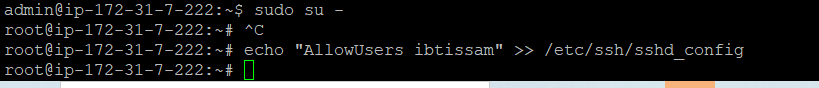 admin@ip-172-31-7-222:~$ sudo su -
root@ip-172-31-7-222:~# ^C
root@ip-172-31-7-222:~# echo "AllowUsers ibtissam" >> /etc/ssh/sshd_config
root@ip-172-31-7-222:~#